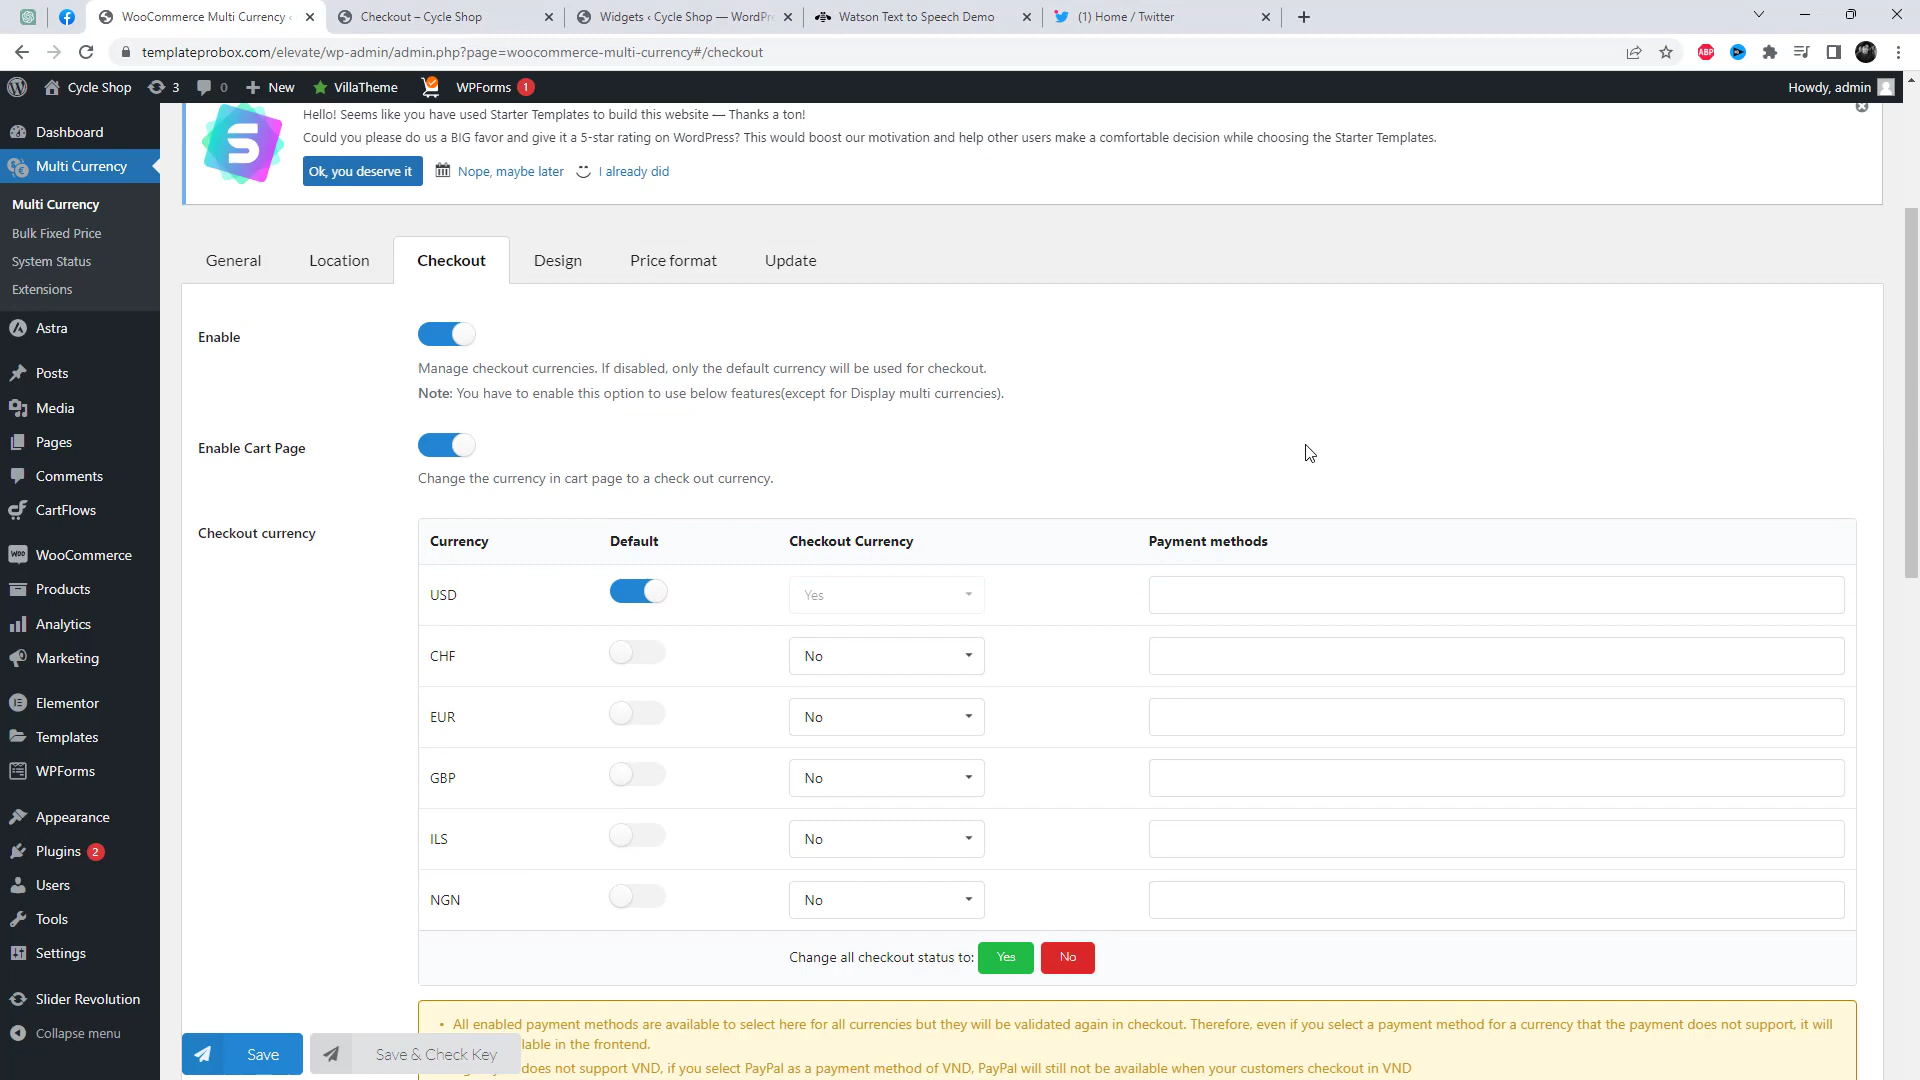 WooCommerce Multi Currency
Checkout – Cycle Shop
Widgets ‹ Cycle Shop — WordPr
Watson Text to Speech Demo
(1) Home / Twitter
templateprobox.com/elevate/wp-admin/admin.php?page=woocommerce-multi-currency#/checkout
ABP
Cycle Shop
3
0
New
VillaTheme
WPForms 1
Howdy, admin
Dashboard
Multi Currency
Multi Currency
Bulk Fixed Price
System Status
Extensions
Astra
Posts
Media
Pages
Comments
CartFlows
WooCommerce
Products
Analytics
Marketing
Elementor
Templates
WPForms
Appearance
Plugins 2
Users
Tools
Settings
Slider Revolution
Collapse menu
Hello! Seems like you have used Starter Templates to build this website — Thanks a ton!
Could you please do us a BIG favor and give it a 5-star rating on WordPress? This would boost our motivation and help other users make a comfortable decision while choosing the Starter Templates.
Ok, you deserve it
Nope, maybe later
I already did
General
Location
Checkout
Design
Price format
Update
Enable
Manage checkout currencies. If disabled, only the default currency will be used for checkout.
Note: You have to enable this option to use below features(except for Display multi currencies).
Enable Cart Page
Change the currency in cart page to a check out currency.
Checkout currency
Currency Default Checkout Currency Payment methods
USD Yes
CHF No
EUR No
GBP No
ILS No
NGN No
Change all checkout status to: Yes No
• All enabled payment methods are available to select here for all currencies but they will be validated again in checkout. Therefore, even if you select a payment method for a currency that the payment does not support, it will
lable in the frontend.
does not support VND, if you select PayPal as a payment method of VND, PayPal will still not be available when your customers checkout in VND
Save
Save & Check Key